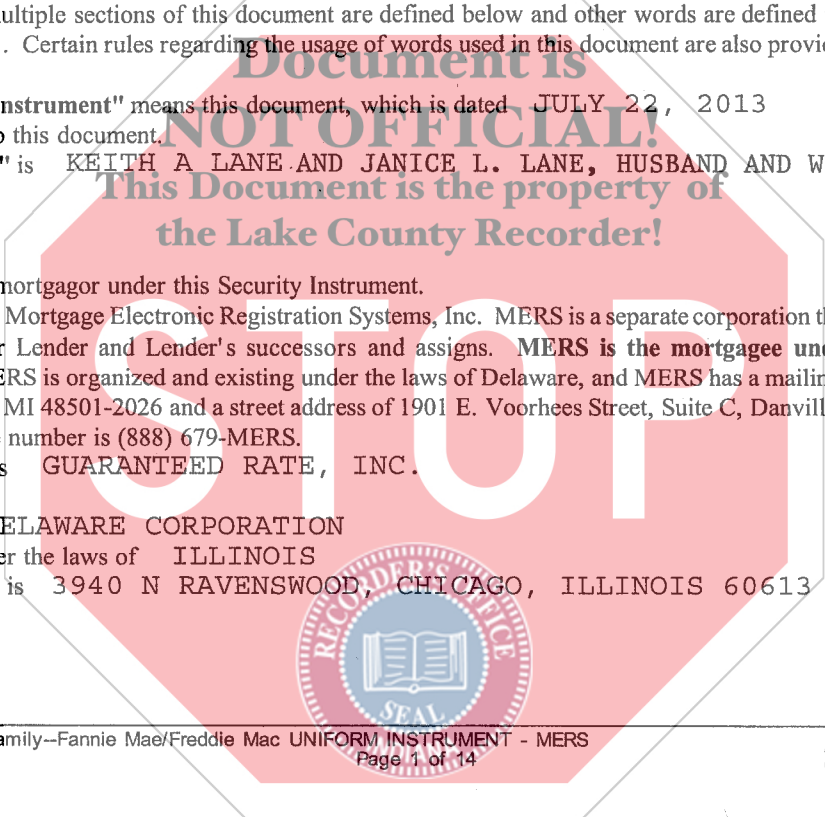 ultiple sections of this document are defined below and other words are defined
. Certain rules regarding the usage of words used in this document are also provid
Document is
nstrument" means this document, which is dated JULY 22, 2013
NOT OFFICIAL!
o this document.
" is KEITH A LANE AND JANICE L. LANE, HUSBAND AND W
This Document is the property of
the Lake County Recorder!
mortgagor under this Security Instrument.
Mortgage Electronic Registration Systems, Inc. MERS is a separate corporation th
r Lender and Lender's successors and assigns. MERS is the mortgagee und
ERS is organized and existing under the laws of Delaware, and MERS has a mailin
MI 48501-2026 and a street address of 1901 E. Voorhees Street, Suite C, Danvill
number is (888) 679-MERS.
STOP
s GUARANTEED RATE, INC.
ELAWARE CORPORATION
er the laws of ILLINOIS
is 3940 N RAVENSWOOD, CHICAGO, ILLINOIS 60613
RECORDER'S OFFICE
SEAL
INDIANA
amily--Fannie Mae/Freddie Mac UNIFORM INSTRUMENT - MERS
Page 1 of 14